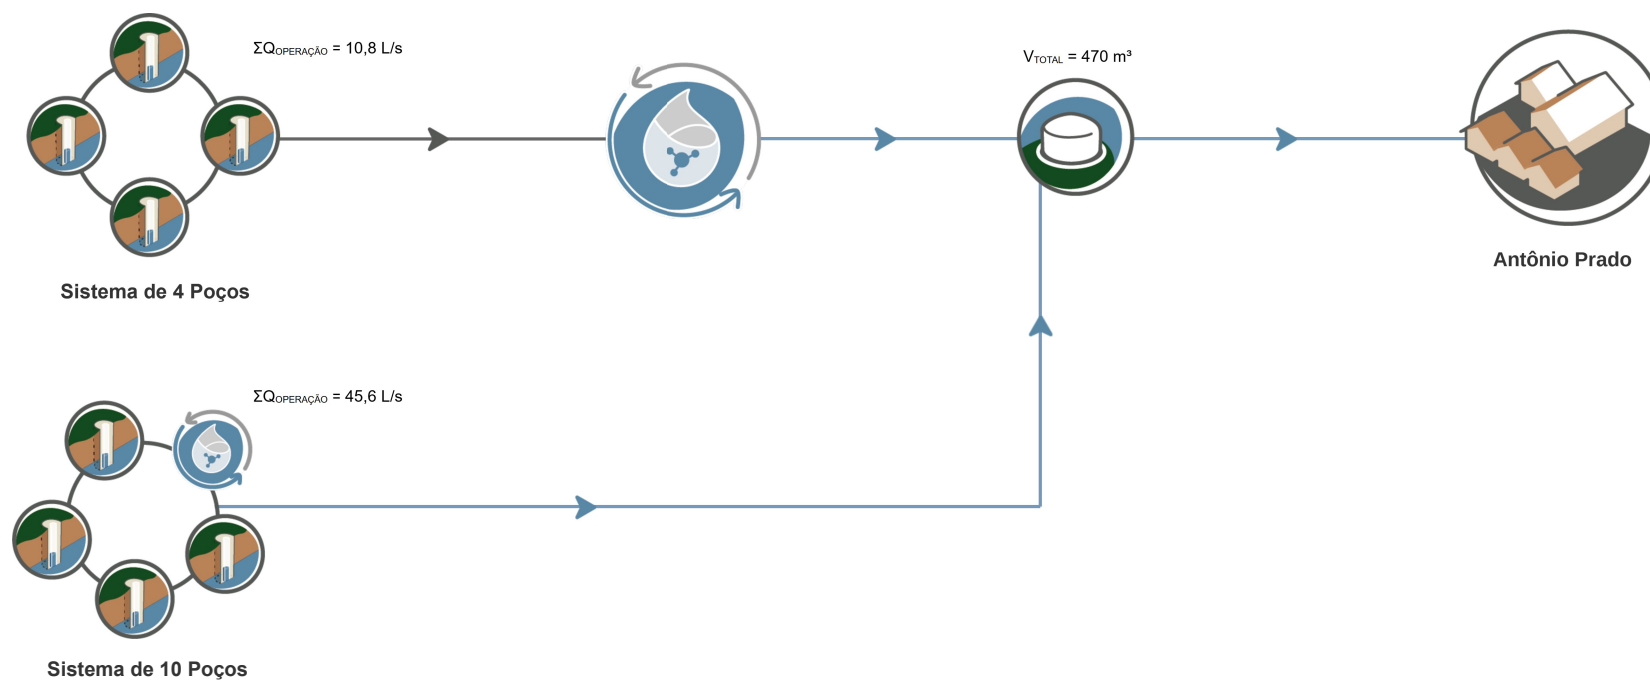 ΣQOPERAÇÃO = 10,8 L/s
VTOTAL = 470 m³
Antônio Prado
Sistema de 4 Poços
ΣQOPERAÇÃO = 45,6 L/s
Sistema de 10 Poços